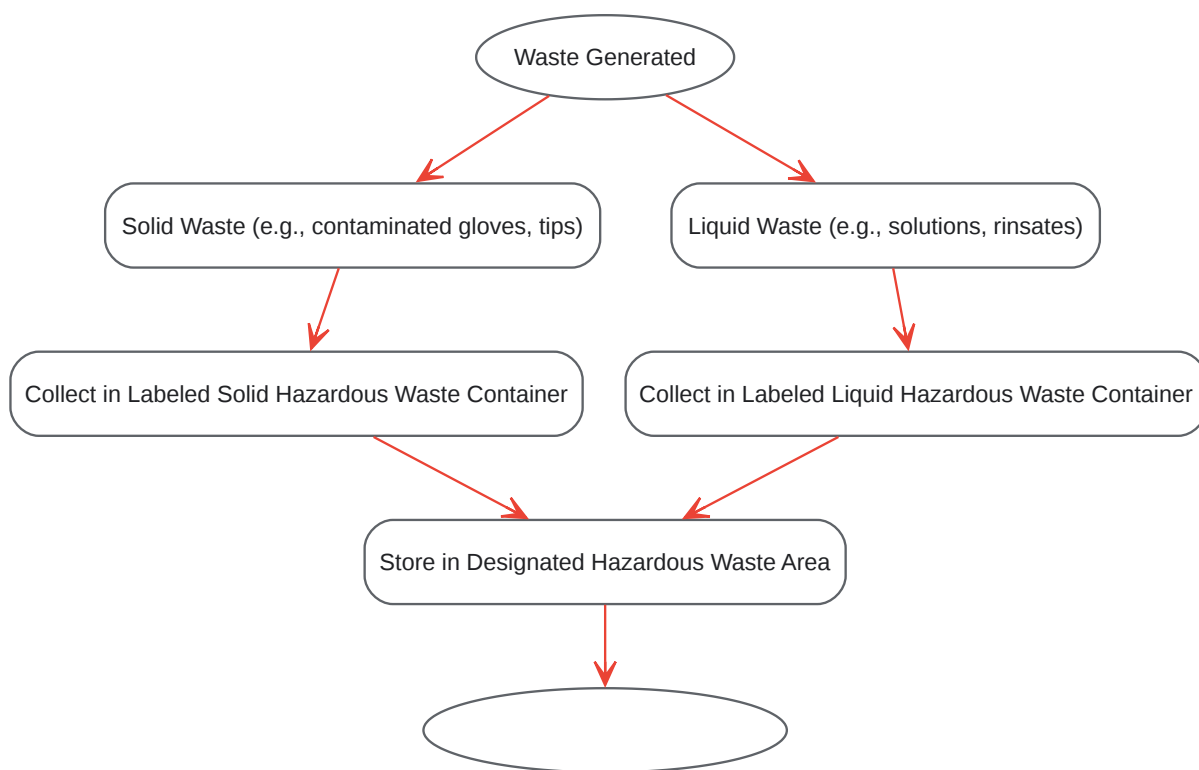 Waste Generated
Solid Waste (e.g., contaminated gloves, tips)
Liquid Waste (e.g., solutions, rinsates)
Collect in Labeled Solid Hazardous Waste Container
Collect in Labeled Liquid Hazardous Waste Container
Store in Designated Hazardous Waste Area